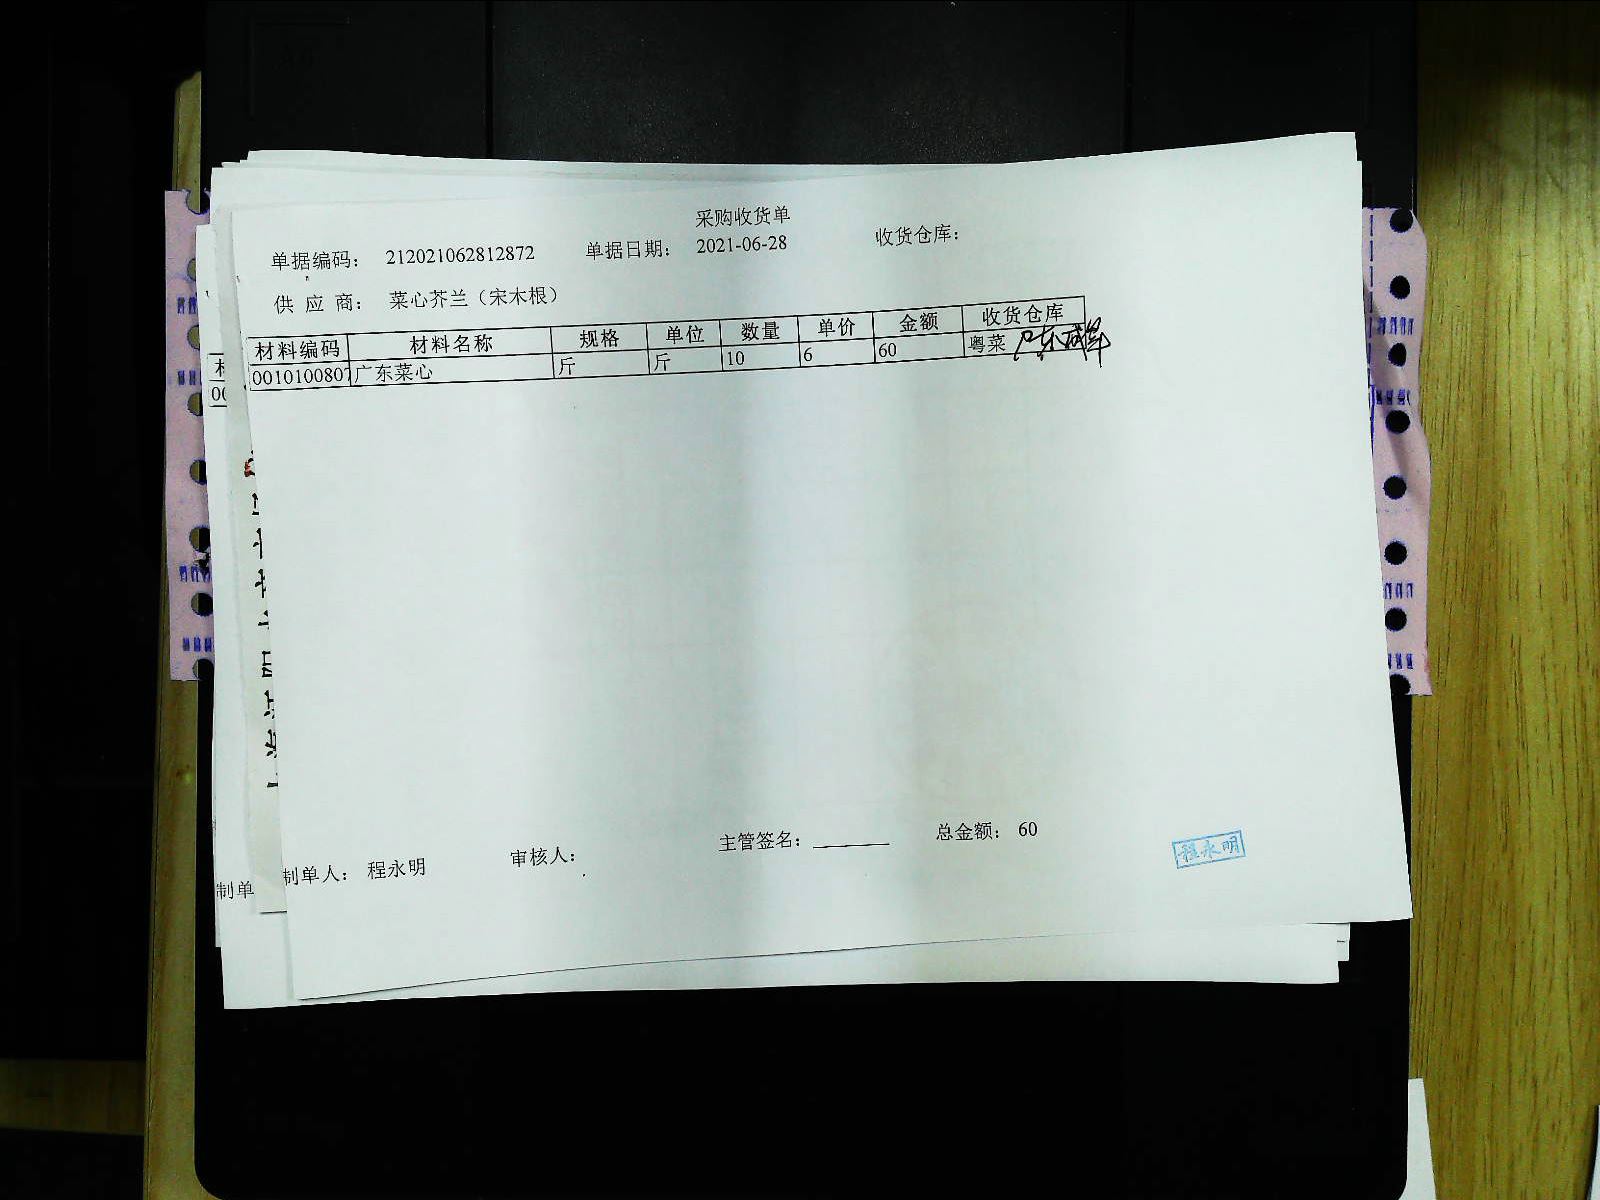 采购收货单
单据编码： 212021062812872 单据日期： 2021-06-28 收货仓库：
供 应 商： 菜心芥兰（宋木根）
材料编码 材料名称 规格 单位 数量 单价 金额 收货仓库
0010100807 广东菜心 斤 斤 10 6 60 粤菜
制单人： 程永明 审核人： 主管签名： 总金额： 60
程永明
制单